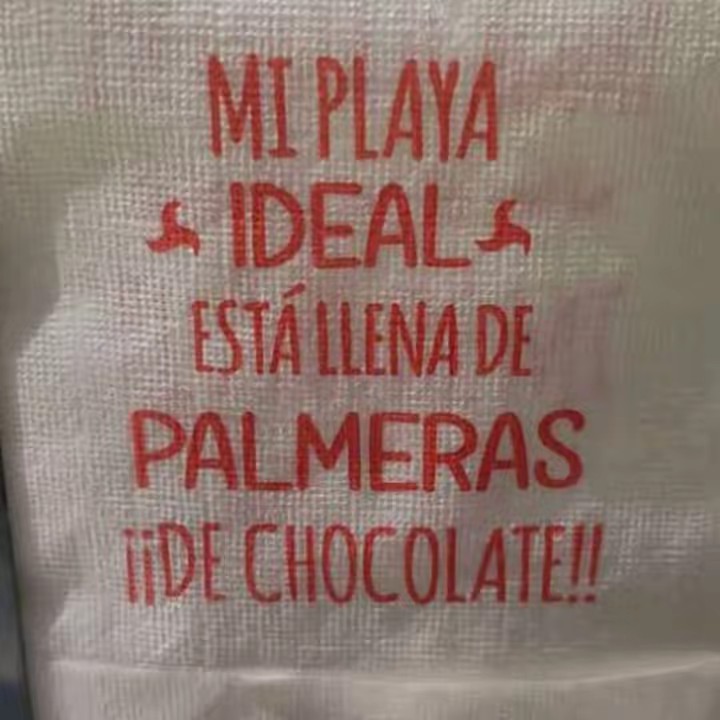 MI PLAYA
IDEAL
ESTÁ LLENA DE
PALMERAS
¡¡DE CHOCOLATE!!